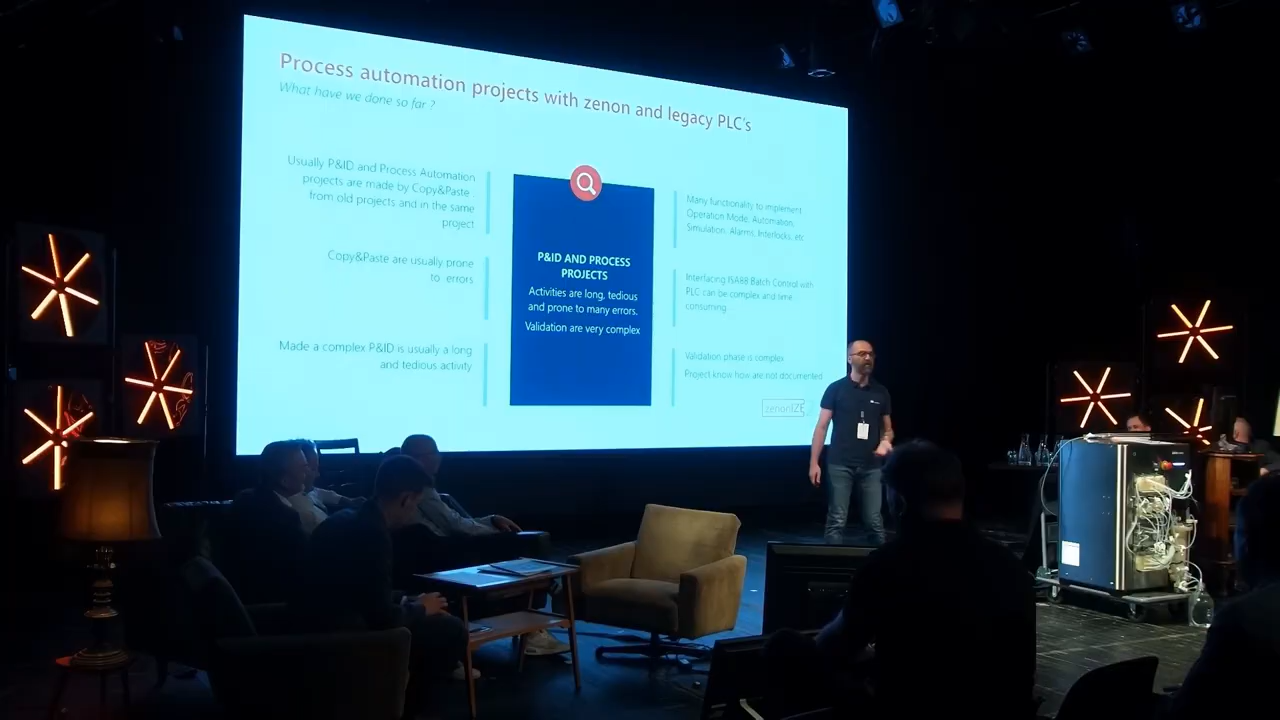 Process automation projects with zenon and legacy PLC's
What have we done so far ?
Usually P&ID and Process Automation
projects are made by Copy&Paste
from old projects and in the same
project
Copy&Paste are usually prone
to errors
Made a complex P&ID is usually a long
and tedious activity
P&ID AND PROCESS
PROJECTS
Activities are long, tedious
and prone to many errors.
Validation are very complex
Many functionality to implement
Operation Mode, Automation,
Simulation, Alarms, Interlocks, etc
Interfacing ISA88 Batch Control with
PLC can be complex and time
consuming...
Validation phase is complex
Project know how are not documented
zenonIZE